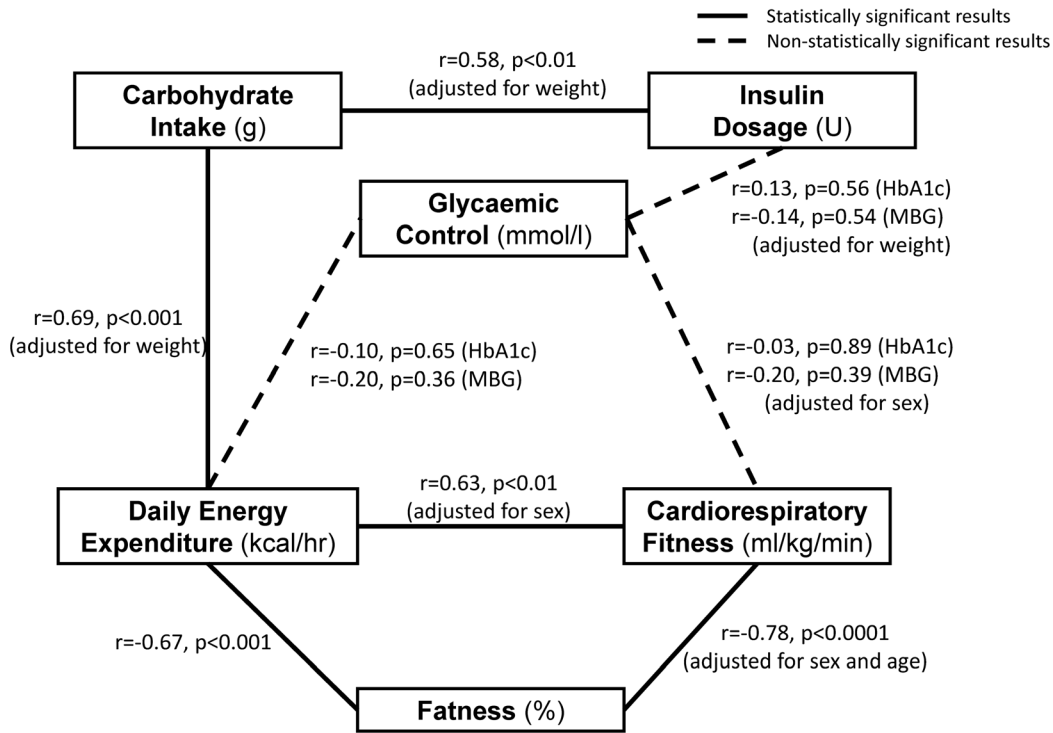 Statistically significant results
Non-statistically significant results
r=0.58, p<0.01
(adjusted for weight)
Carbohydrate
Intake (g)
Insulin
Dosage (U)
Glycaemic
Control (mmol/l)
r=0.13, p=0.56 (HbA1c)
r=-0.14, p=0.54 (MBG)
(adjusted for weight)
r=0.69, p<0.001
(adjusted for weight)
r=-0.10, p=0.65 (HbA1c)
r=-0.20, p=0.36 (MBG)
r=-0.03, p=0.89 (HbA1c)
r=-0.20, p=0.39 (MBG)
(adjusted for sex)
r=0.63, p<0.01
(adjusted for sex)
Daily Energy
Expenditure (kcal/hr)
Cardiorespiratory
Fitness (ml/kg/min)
r=-0.67, p<0.001
r=-0.78, p<0.0001
(adjusted for sex and age)
Fatness (%)